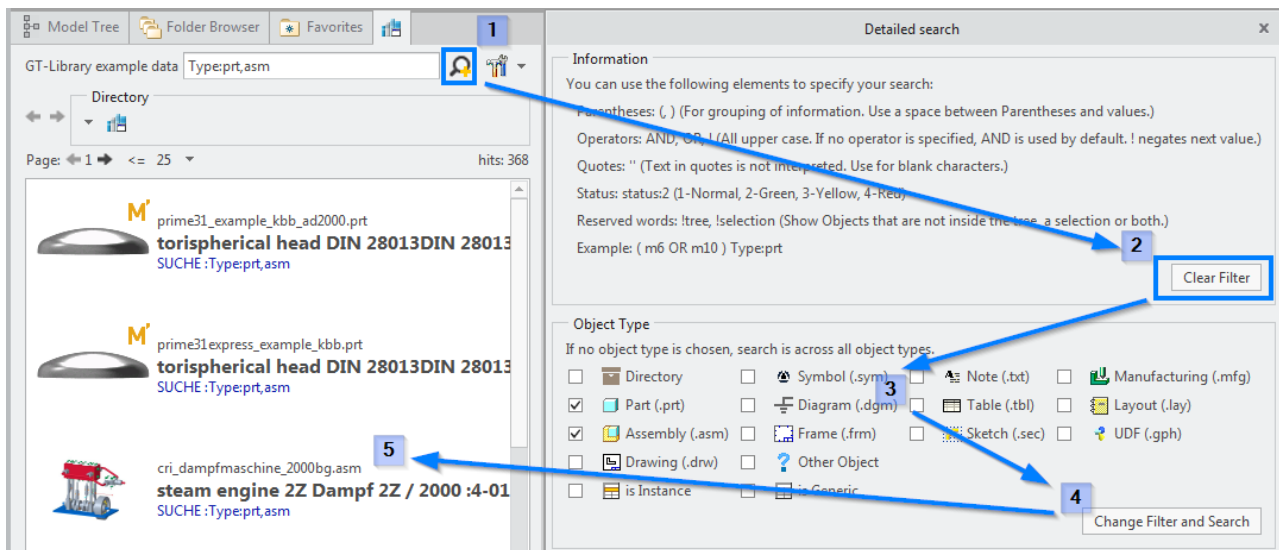 Model Tree Folder Browser Favorites
1
GT-Library example data Type:prt,asm
Directory
Page: 1 <= 25 hits: 368
prime31_example_kbb_ad2000.prt
torispherical head DIN 28013DIN 28013
SUCHE :Type:prt,asm
prime31express_example_kbb.prt
torispherical head DIN 28013DIN 28013
SUCHE :Type:prt,asm
5
cri_dampfmaschine_2000bg.asm
steam engine 2Z Dampf 2Z / 2000 :4-01
SUCHE :Type:prt,asm
Detailed search
Information
You can use the following elements to specify your search:
Parentheses: (, ) (For grouping of information. Use a space between Parentheses and values.)
Operators: AND, OR, ! (All upper case. If no operator is specified, AND is used by default. ! negates next value.)
Quotes: '' (Text in quotes is not interpreted. Use for blank characters.)
Status: status:2 (1-Normal, 2-Green, 3-Yellow, 4-Red)
Reserved words: !tree, !selection (Show Objects that are not inside the tree, a selection or both.)
Example: ( m6 OR m10 ) Type:prt
2
Clear Filter
Object Type
If no object type is chosen, search is across all object types.
Directory Symbol (.sym) Note (.txt) Manufacturing (.mfg)
3
Part (.prt) Diagram (.dgm) Table (.tbl) Layout (.lay)
Assembly (.asm) Frame (.frm) Sketch (.sec) UDF (.gph)
Drawing (.drw) Other Object
is Instance is Generic
4
Change Filter and Search